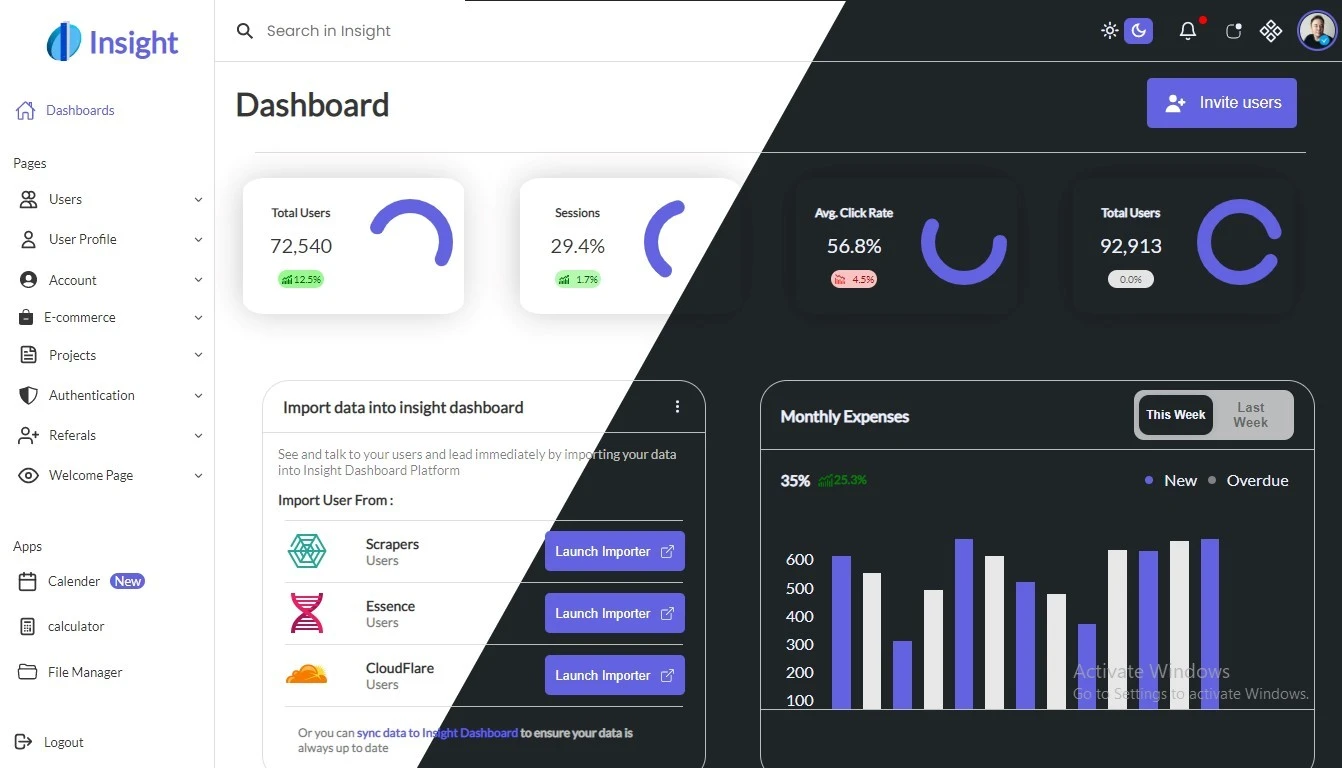 Insight
Search in Insight
Dashboards
Pages
Users
User Profile
Account
E-commerce
Projects
Authentication
Referals
Welcome Page
Apps
Calender New
calculator
File Manager
Logout
Dashboard
Invite users
Total Users
72,540
12.5%
Sessions
29.4%
1.7%
Avg. Click Rate
56.8%
4.5%
Total Users
92,913
0.0%
Import data into insight dashboard
See and talk to your users and lead immediately by importing your data
into Insight Dashboard Platform
Import User From :
Scrapers
Users
Launch Importer
Essence
Users
Launch Importer
CloudFlare
Users
Launch Importer
Or you can sync data to Insight Dashboard to ensure your data is
always up to date
Monthly Expenses
This Week
Last
Week
35% 25.3%
New Overdue
600
500
400
300
200
100
Activate Windows
Go to Settings to activate Windows.